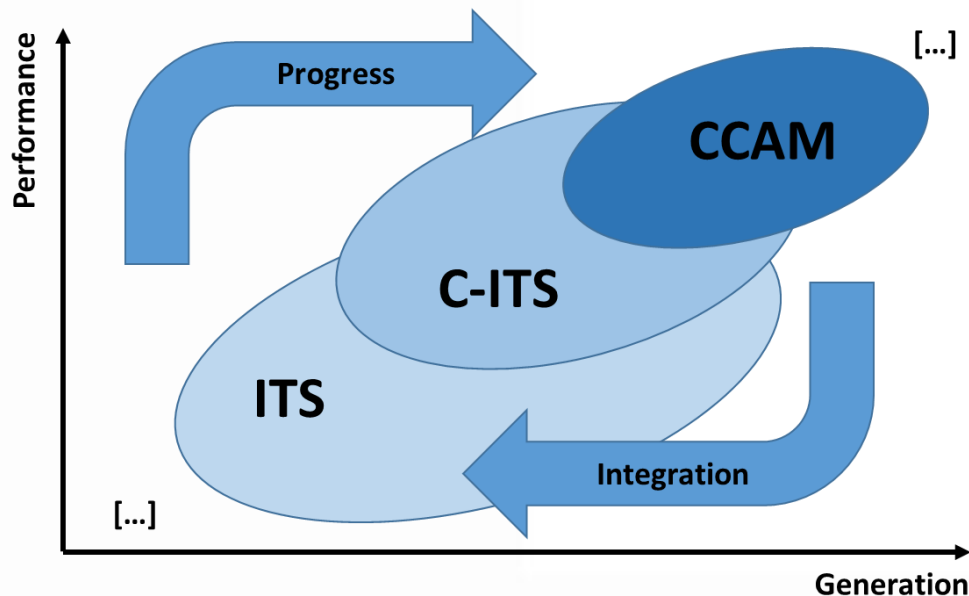 Performance
Progress
[...]
CCAM
C-ITS
ITS
Integration
[...]
Generation